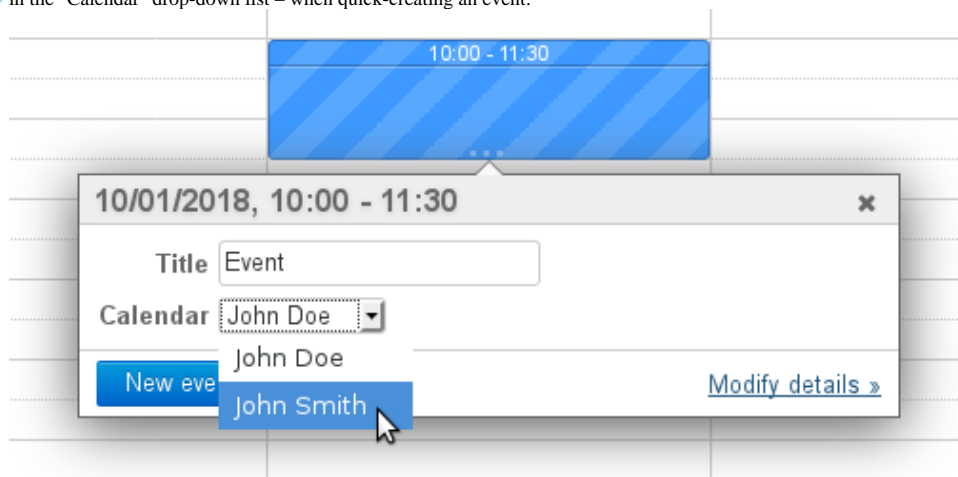 in the "Calendar" drop-down list – when quick-creating an event:
10:00 - 11:30
10/01/2018, 10:00 - 11:30
Title Event
Calendar John Doe
John Doe
New eve
Modify details »
John Smith